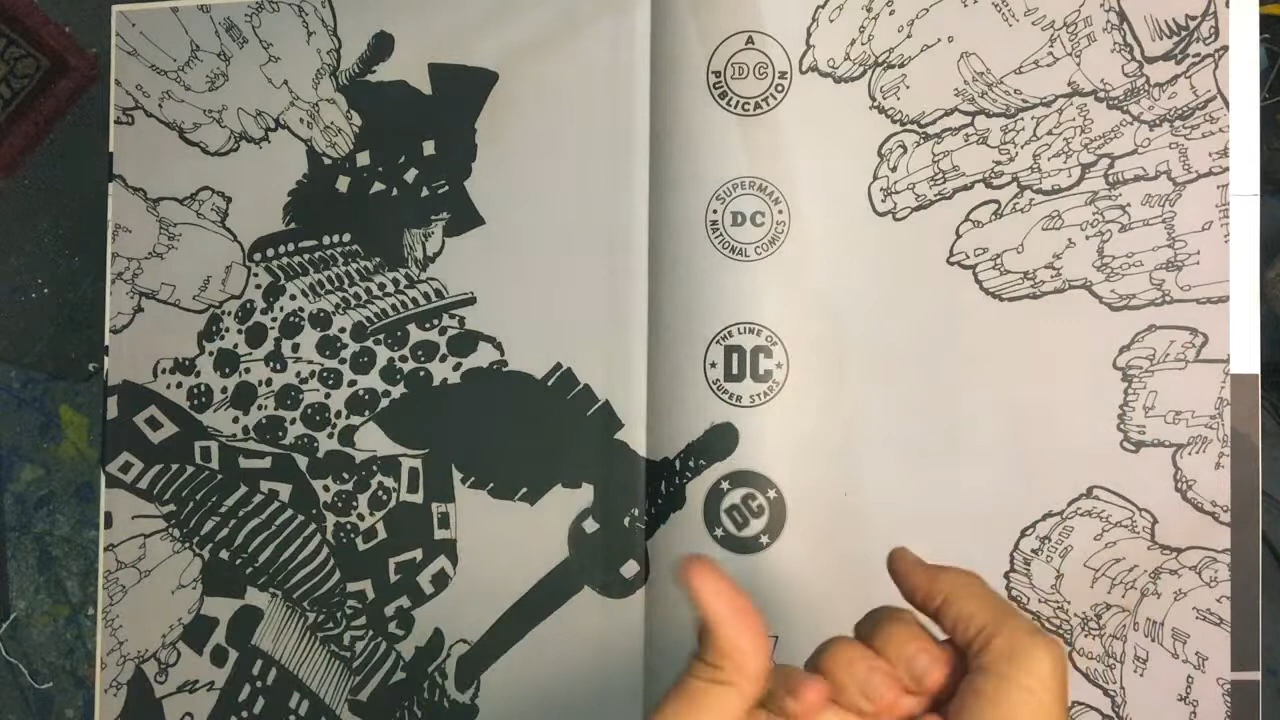 A
DC
PUBLICATION
SUPERMAN
DC
NATIONAL COMICS
THE LINE OF
DC
SUPER STARS
DC